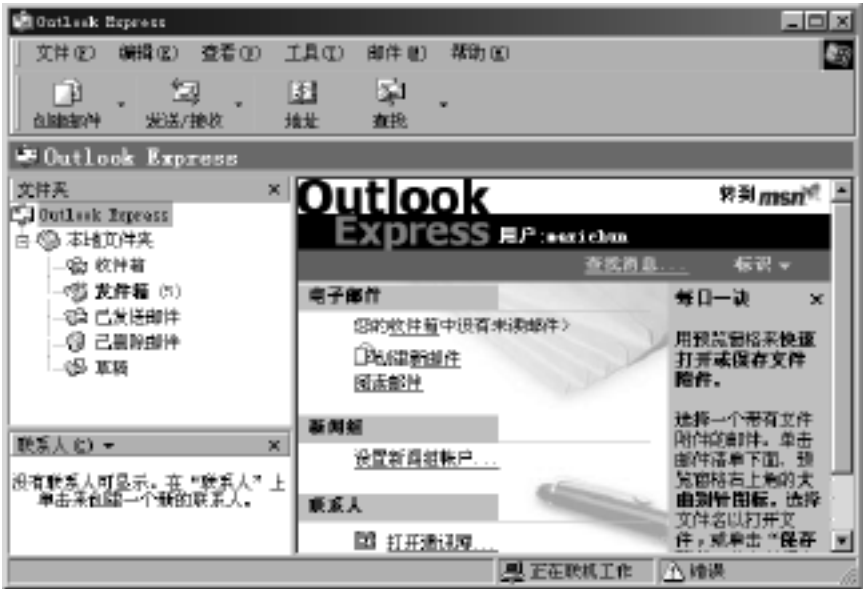 Outlook Express
文件(F) 编辑(E) 查看(V) 工具(T) 邮件(M) 帮助(H)
创建邮件 发送/接收 地址 查找
Outlook Express
文件夹 ×
Outlook Express
本地文件夹
收件箱
发件箱 (5)
已发送邮件
已删除邮件
草稿
联系人(C) ×
没有联系人可显示。在“联系人”上
单击来创建一个新的联系人。
Outlook
Express
转到 msn
用户:
查找消息... 标识
电子邮件
您的收件箱中没有未读邮件>
创建新邮件
阅读邮件
新闻组
设置新闻组帐户...
联系人
打开通讯簿...
每日一诀 ×
用预览窗格来快速
打开或保存文件
附件。
选择一个带有文件
附件的邮件。单击
邮件清单下面、预
览窗格右上角的大
曲别针图标。选择
文件名以打开文
件，或单击“保存
正在联机工作 错误